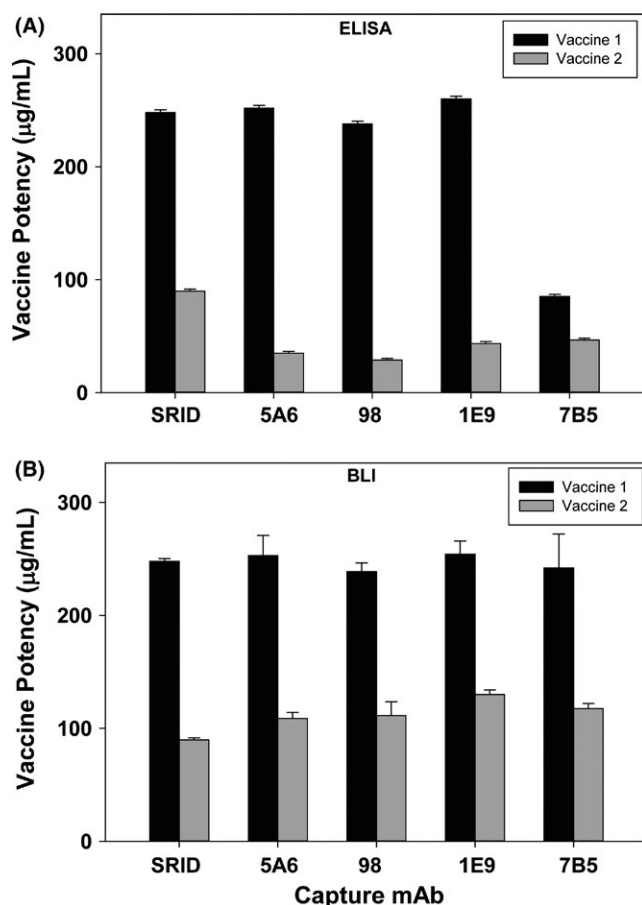 (A)
ELISA
Vaccine 1
Vaccine 2
Vaccine Potency (μg/mL)
300
200
100
0
SRID 5A6 98 1E9 7B5
(B)
BLI
Vaccine 1
Vaccine 2
Vaccine Potency (μg/mL)
300
200
100
0
SRID 5A6 98 1E9 7B5
Capture mAb